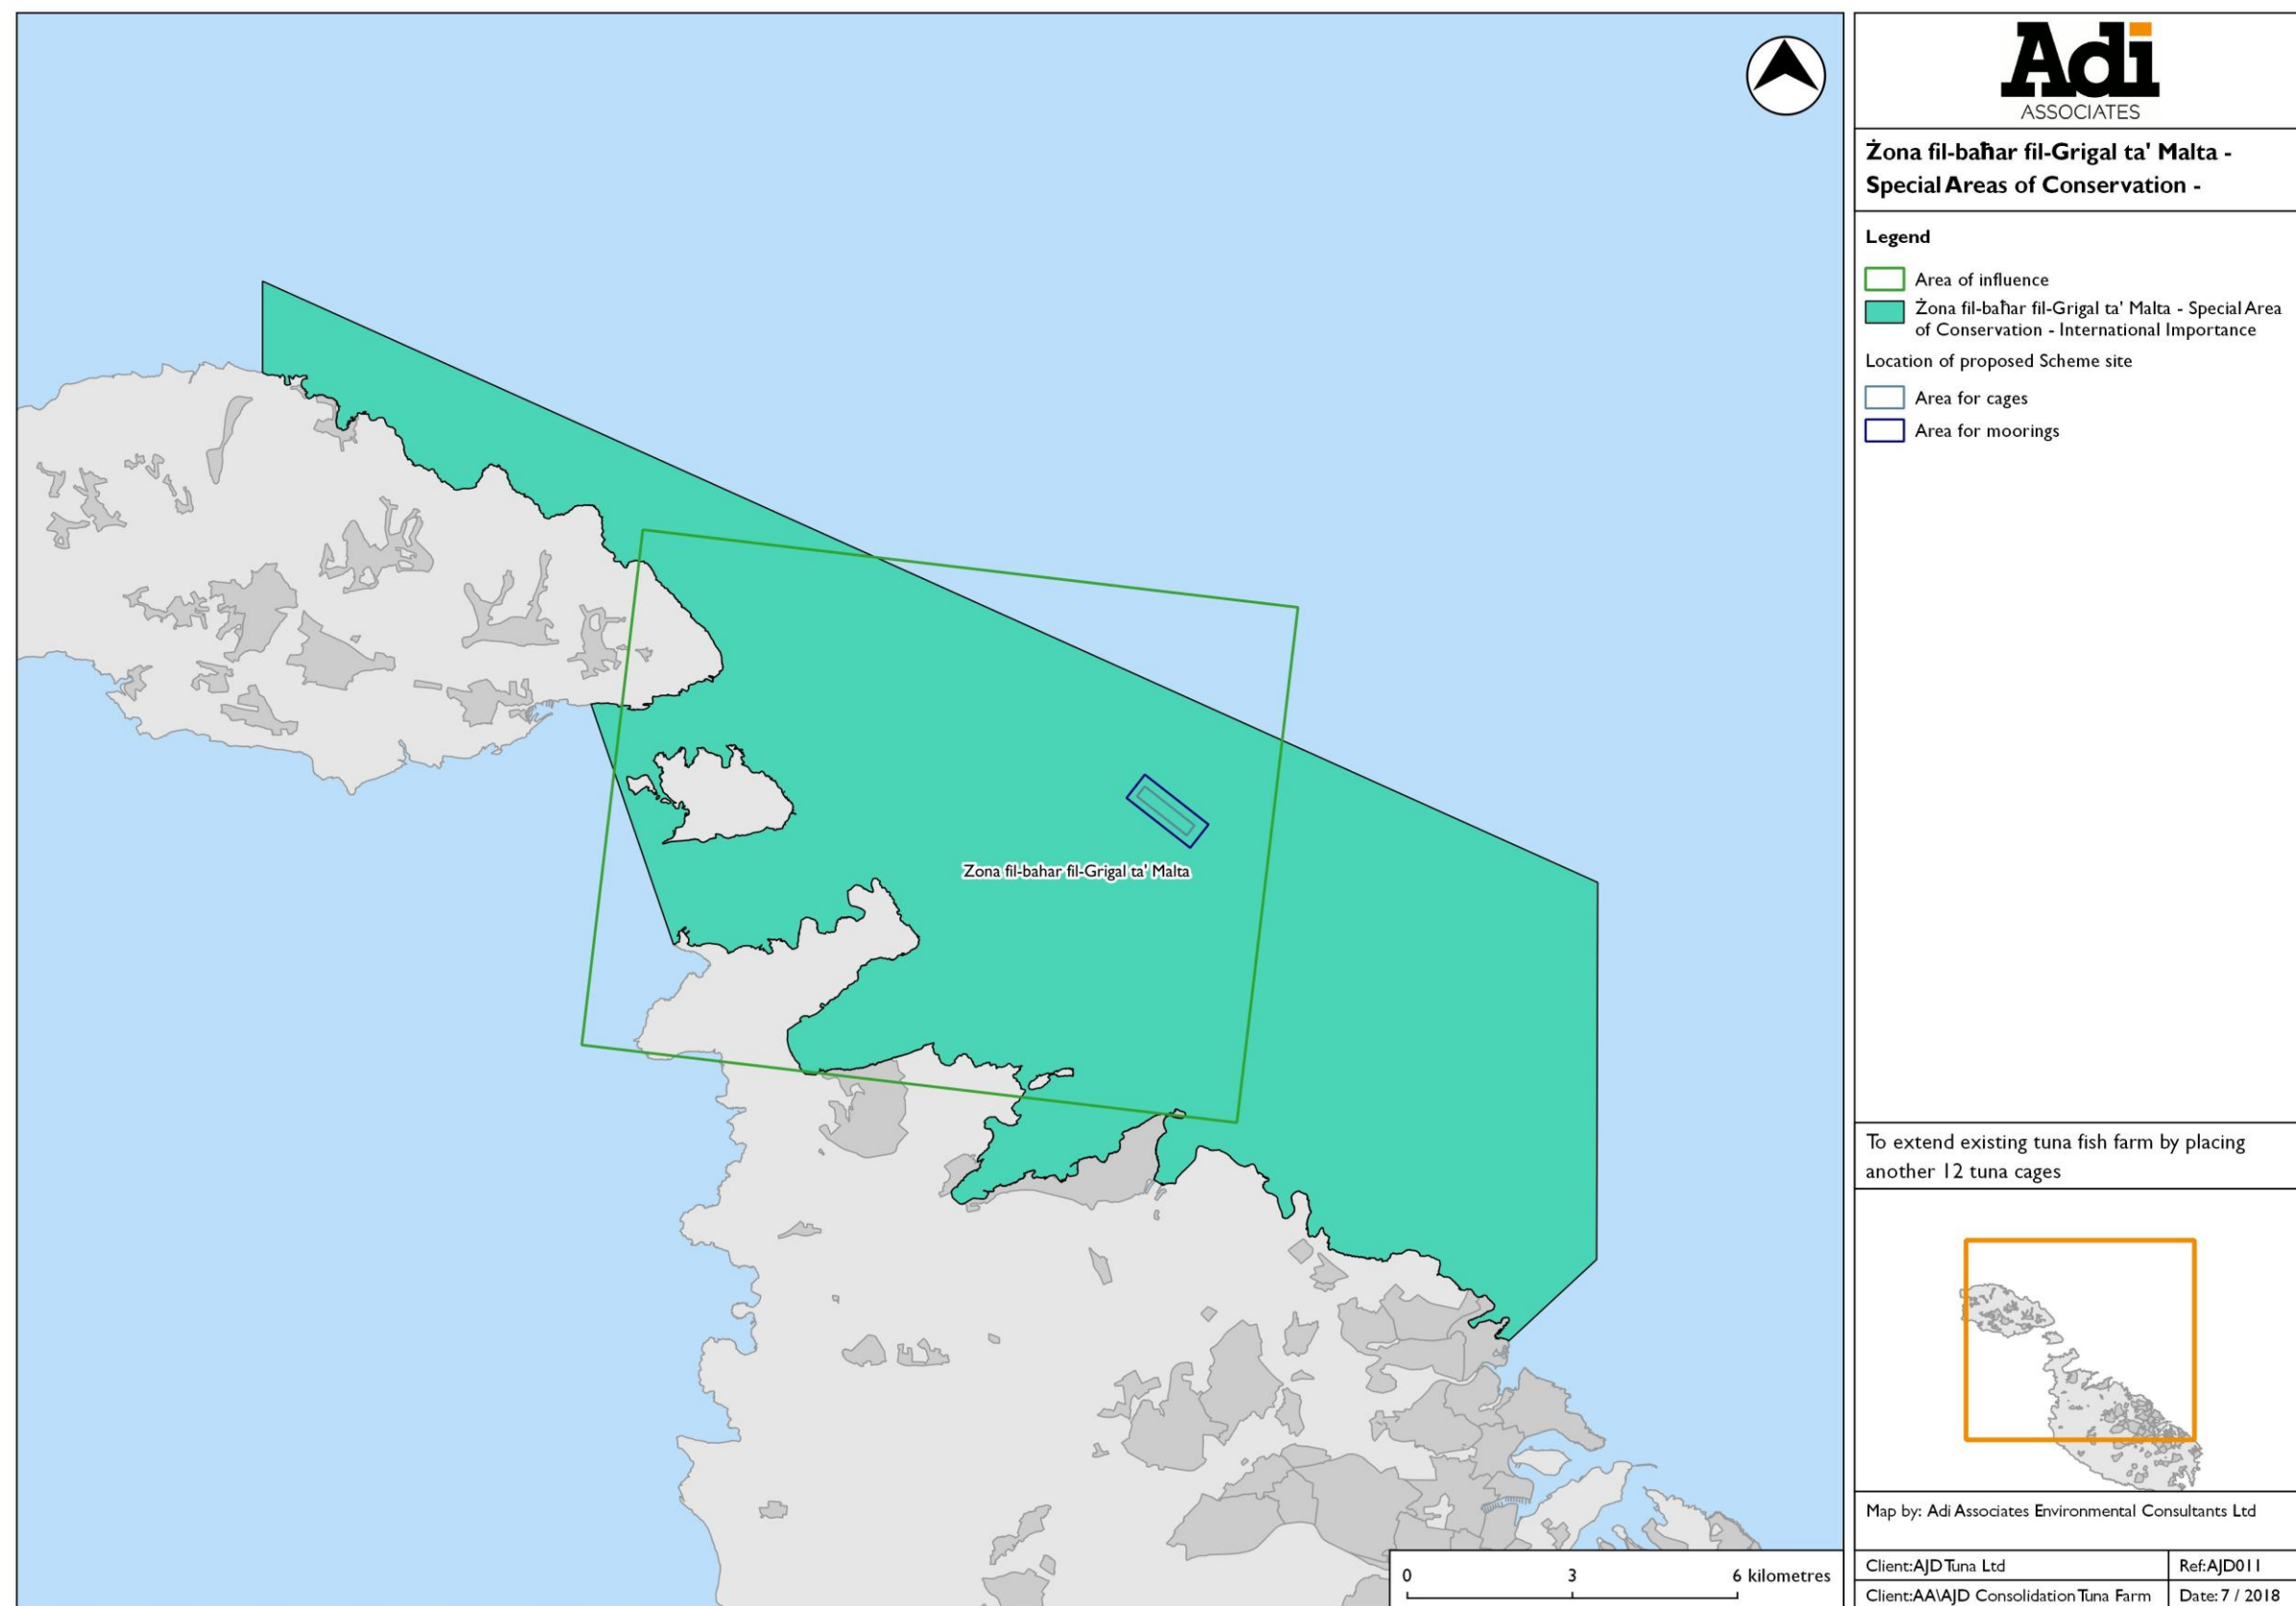 Adi
ASSOCIATES
Żona fil-baħar fil-Grigal ta' Malta -
Special Areas of Conservation -
Legend
Area of influence
Żona fil-baħar fil-Grigal ta' Malta - Special Area
of Conservation - International Importance
Location of proposed Scheme site
Area for cages
Area for moorings
Zona fil-bahar fil-Grigal ta' Malta
To extend existing tuna fish farm by placing
another 12 tuna cages
Map by: Adi Associates Environmental Consultants Ltd
0 3 6 kilometres
Client:AJD Tuna Ltd Ref:AJD011
Client:AA\AJD Consolidation Tuna Farm Date: 7 / 2018